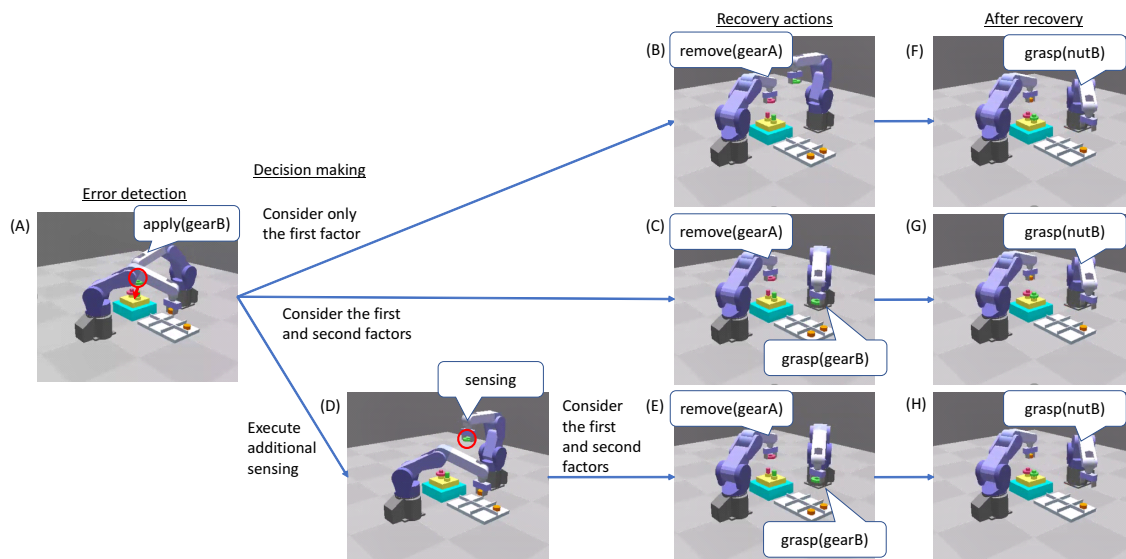 Recovery actions
After recovery
(B)
remove(gearA)
(F)
grasp(nutB)
Decision making
Error detection
(A)
apply(gearB)
Consider only
the first factor
(C)
remove(gearA)
(G)
grasp(nutB)
Consider the first
and second factors
grasp(gearB)
(D)
sensing
Execute
additional
sensing
Consider
the first
and second
factors
(E)
remove(gearA)
(H)
grasp(nutB)
grasp(gearB)